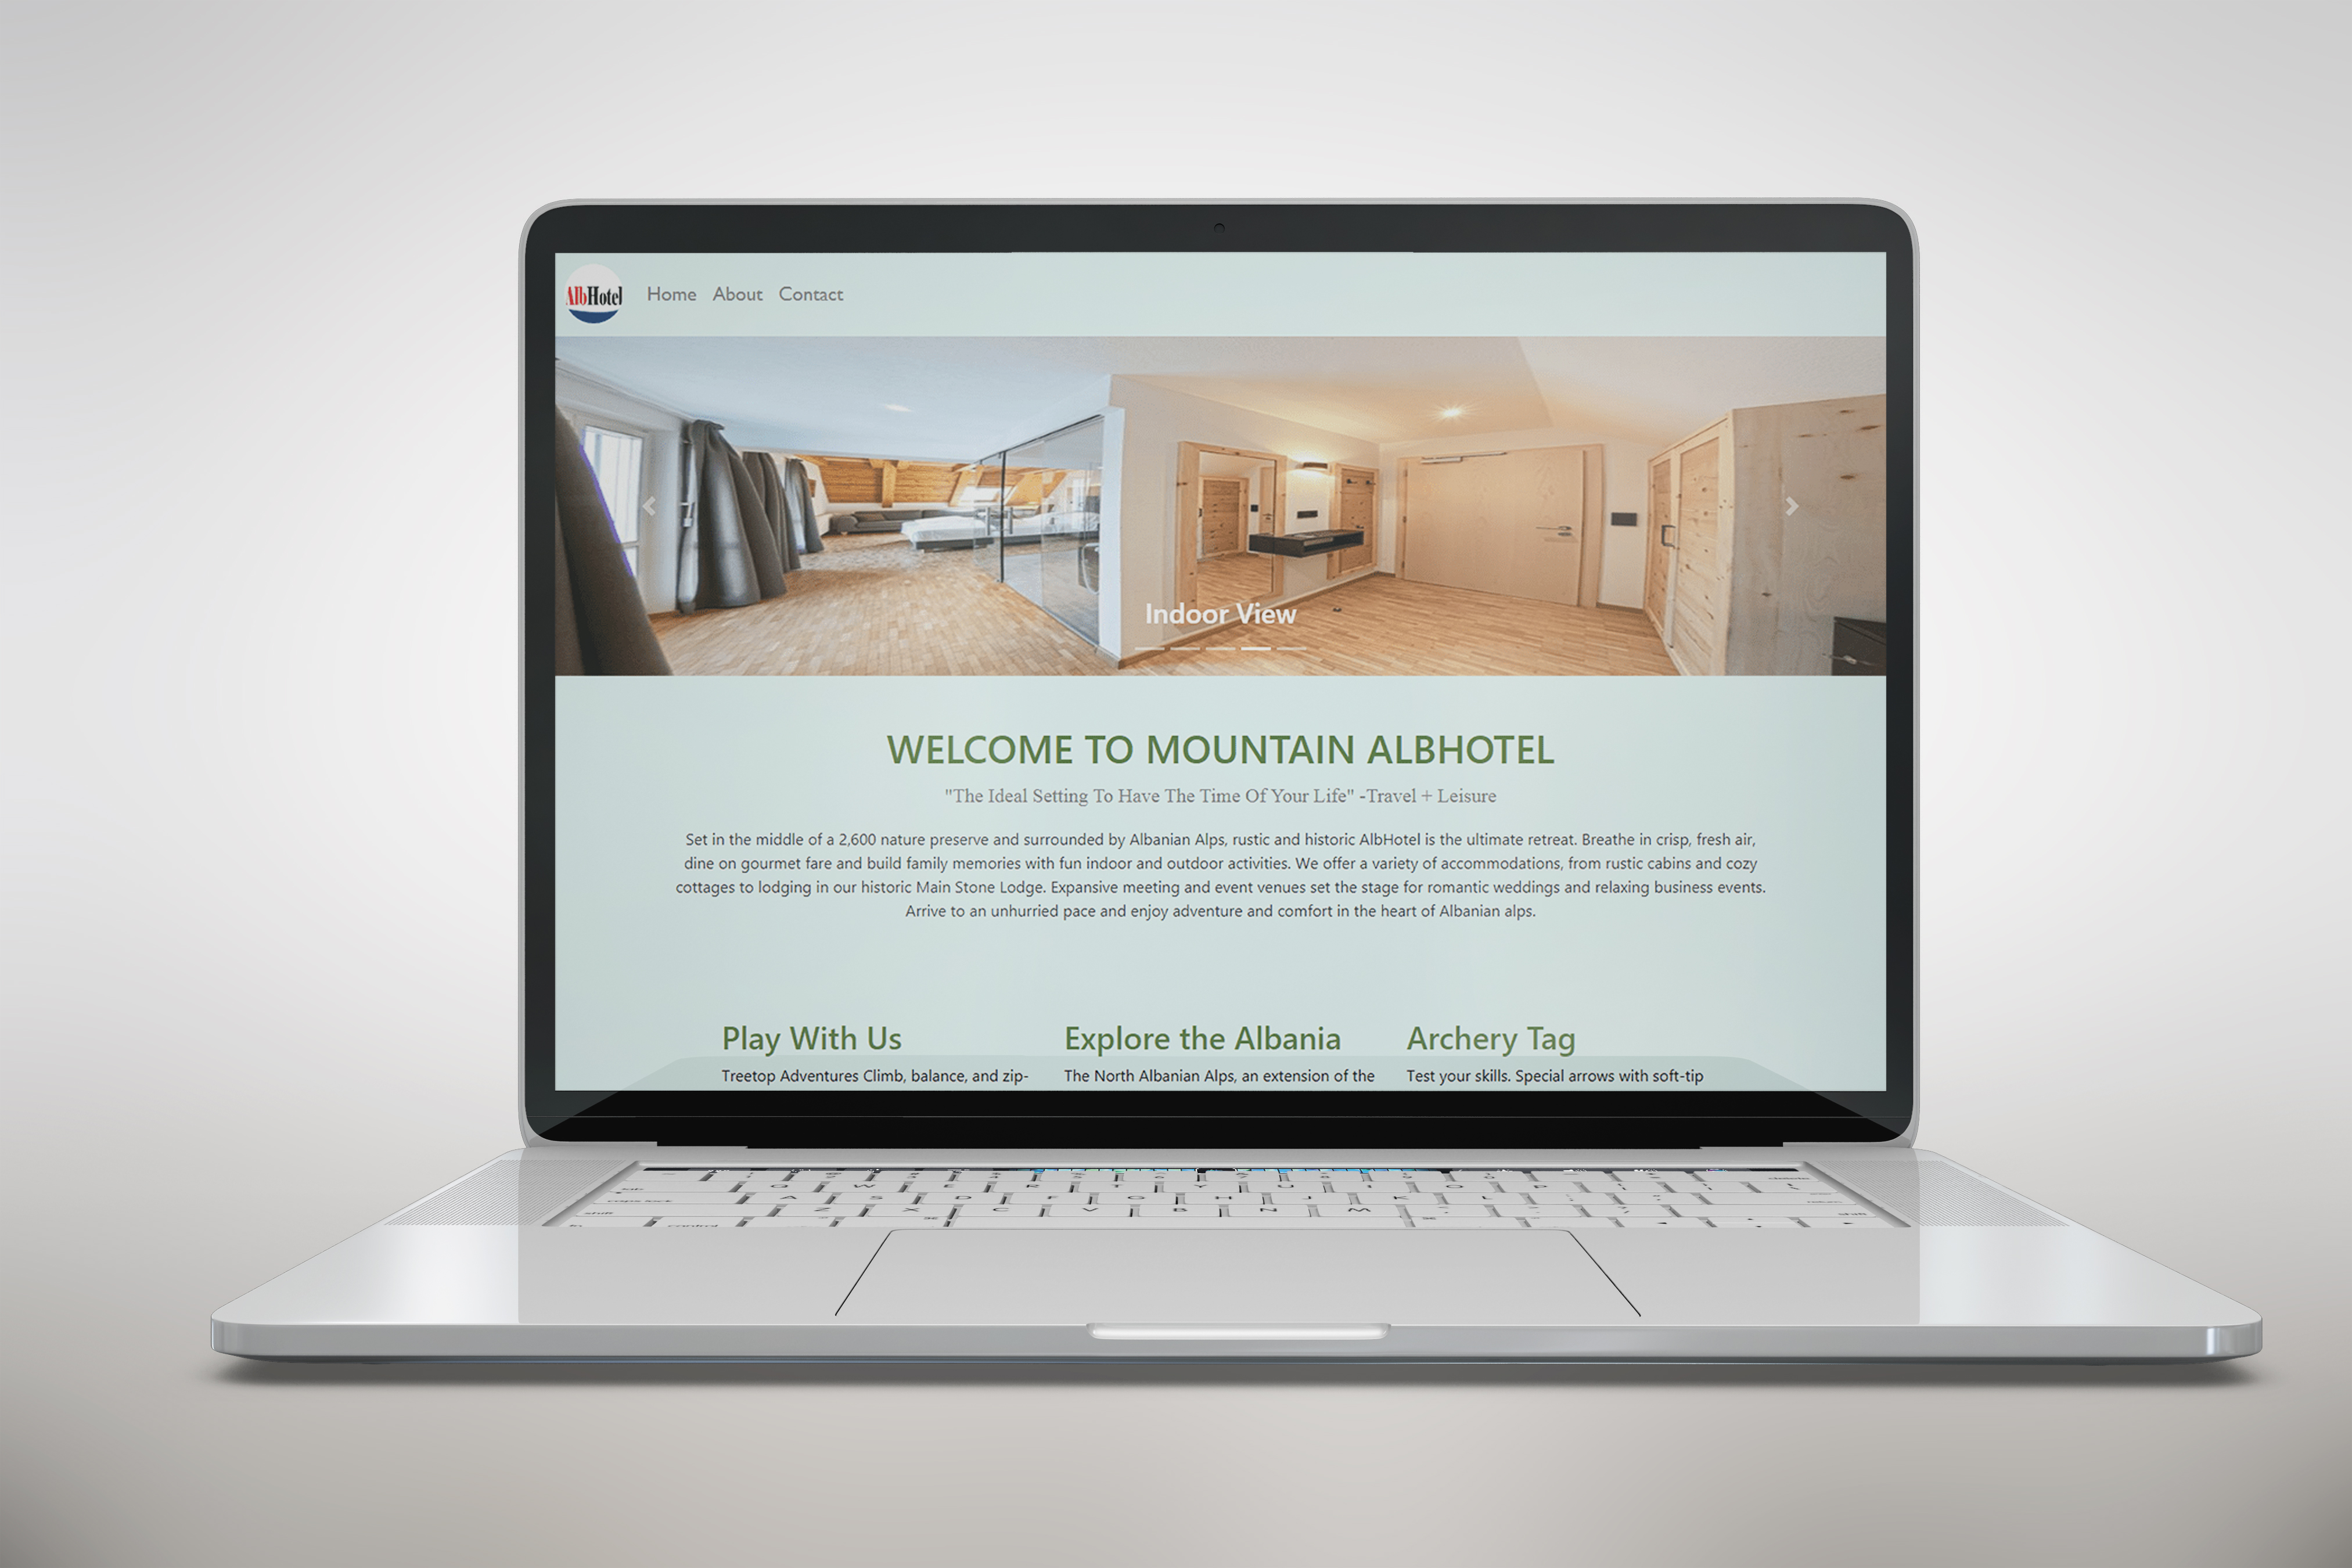 AlbHotel Home About Contact
Indoor View
WELCOME TO MOUNTAIN ALBHOTEL
"The Ideal Setting To Have The Time Of Your Life" -Travel + Leisure
Set in the middle of a 2,600 nature preserve and surrounded by Albanian Alps, rustic and historic AlbHotel is the ultimate retreat. Breathe in crisp, fresh air,
dine on gourmet fare and build family memories with fun indoor and outdoor activities. We offer a variety of accommodations, from rustic cabins and cozy
cottages to lodging in our historic Main Stone Lodge. Expansive meeting and event venues set the stage for romantic weddings and relaxing business events.
Arrive to an unhurried pace and enjoy adventure and comfort in the heart of Albanian alps.
Play With Us
Treetop Adventures Climb, balance, and zip-
Explore the Albania
The North Albanian Alps, an extension of the
Archery Tag
Test your skills. Special arrows with soft-tip
Q W E R T Y U I O P
caps lock A S D F G H J K L
shift Z X C V B N M shift
fn control